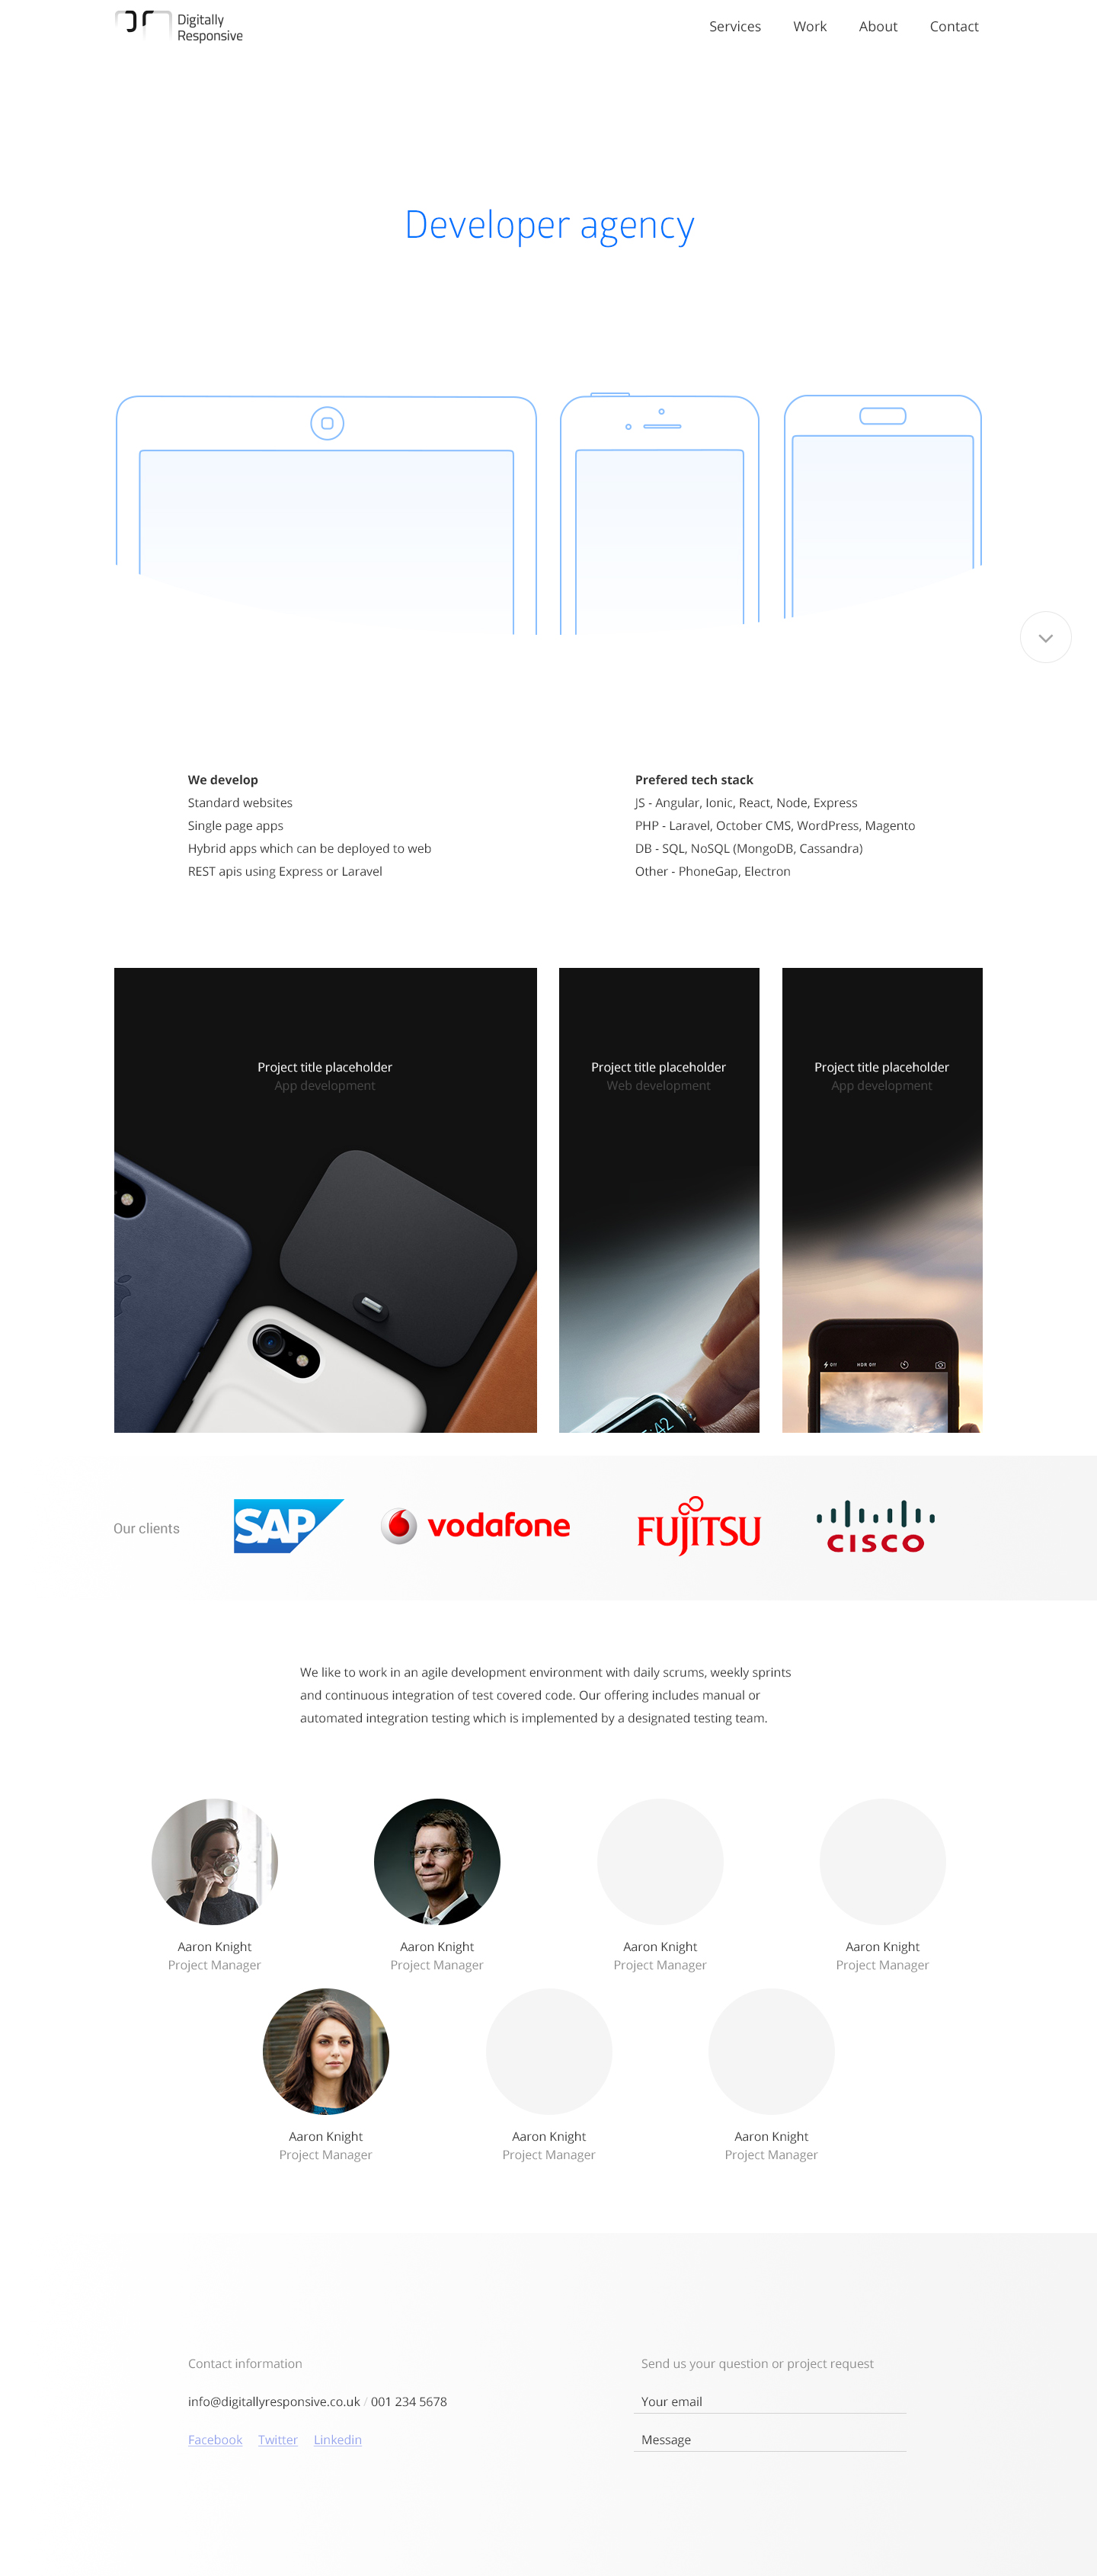 Digitally
Responsive
Services Work About Contact
Developer agency
We develop
Standard websites
Single page apps
Hybrid apps which can be deployed to web
REST apis using Express or Laravel
Prefered tech stack
JS - Angular, Ionic, React, Node, Express
PHP - Laravel, October CMS, WordPress, Magento
DB - SQL, NoSQL (MongoDB, Cassandra)
Other - PhoneGap, Electron
Project title placeholder
App development
Project title placeholder
Web development
Project title placeholder
App development
Off HDR Off
:42
Our clients
SAP
vodafone
FUJITSU
CISCO
We like to work in an agile development environment with daily scrums, weekly sprints
and continuous integration of test covered code. Our offering includes manual or
automated integration testing which is implemented by a designated testing team.
Aaron Knight
Project Manager
Aaron Knight
Project Manager
Aaron Knight
Project Manager
Aaron Knight
Project Manager
Aaron Knight
Project Manager
Aaron Knight
Project Manager
Aaron Knight
Project Manager
Contact information
info@digitallyresponsive.co.uk / 001 234 5678
Facebook Twitter Linkedin
Send us your question or project request
Your email
Message